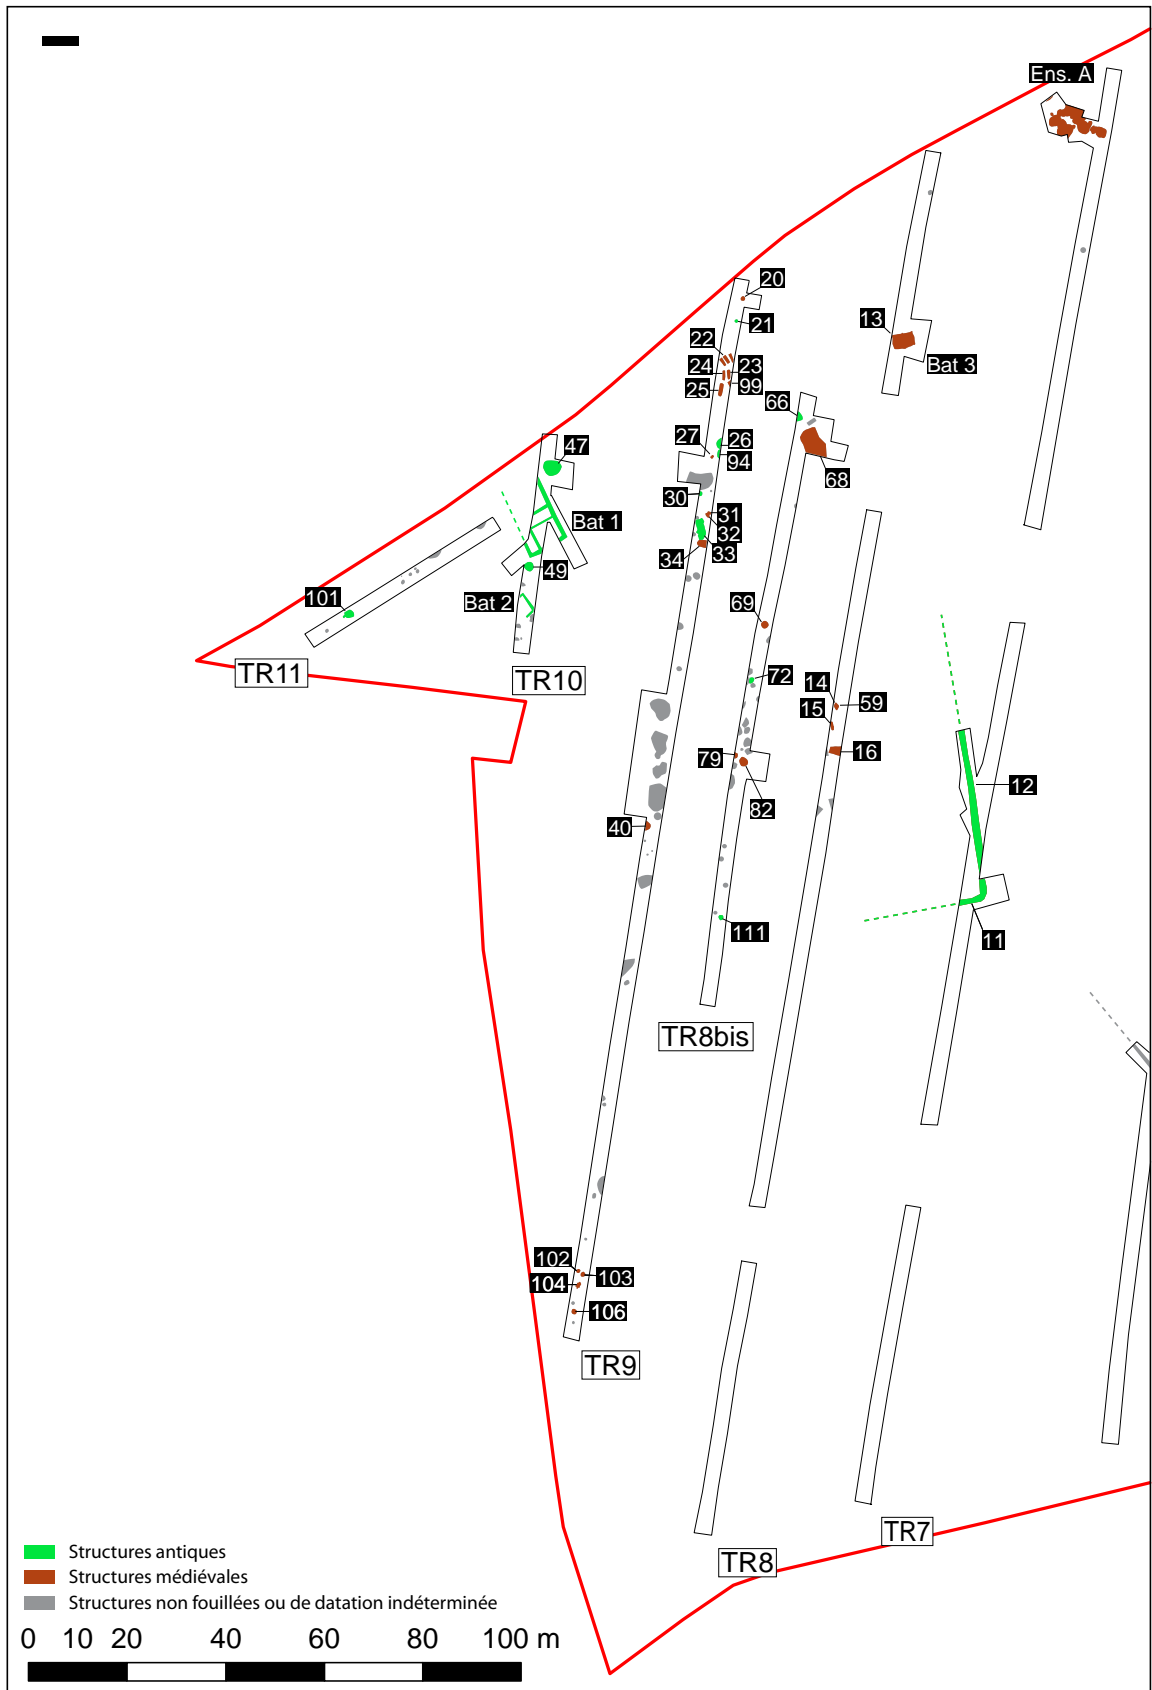 Ens. A
20
21
13
22
24
23
25
99
Bat 3
66
27
26
94
68
47
30
31
Bat 1
32
34
33
49
101
Bat 2
69
TR11
TR10
72
14
59
15
16
79
12
82
40
111
11
TR8bis
102
103
104
106
TR9
TR7
TR8
Structures antiques
Structures médiévales
Structures non fouillées ou de datation indéterminée
0 10 20 40 60 80 100 m